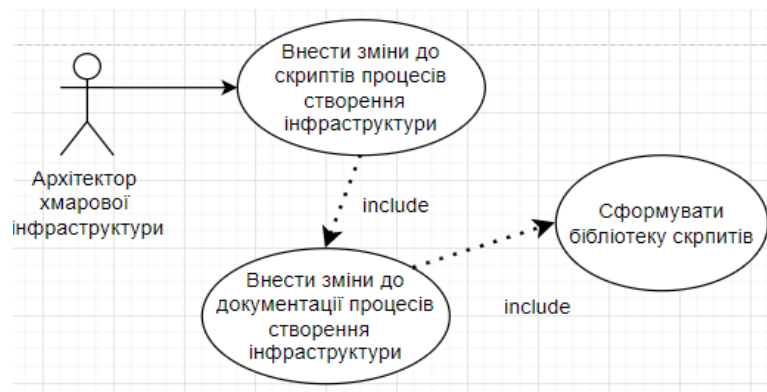 Внести зміни до
скриптів процесів
створення
інфраструктури
Архітектор
хмарової
інфраструктури
include
Сформувати
бібліотеку скрпитів
Внести зміни до
документації процесів
створення
інфраструктури
include